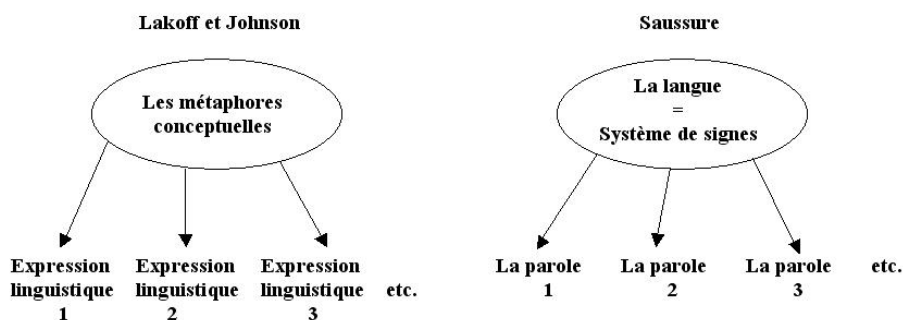 Lakoff et Johnson
Les métaphores
conceptuelles
Expression
linguistique
1
Expression
linguistique
2
Expression
linguistique
3
etc.
Saussure
La langue
=
Système de signes
La parole
1
La parole
2
La parole
3
etc.